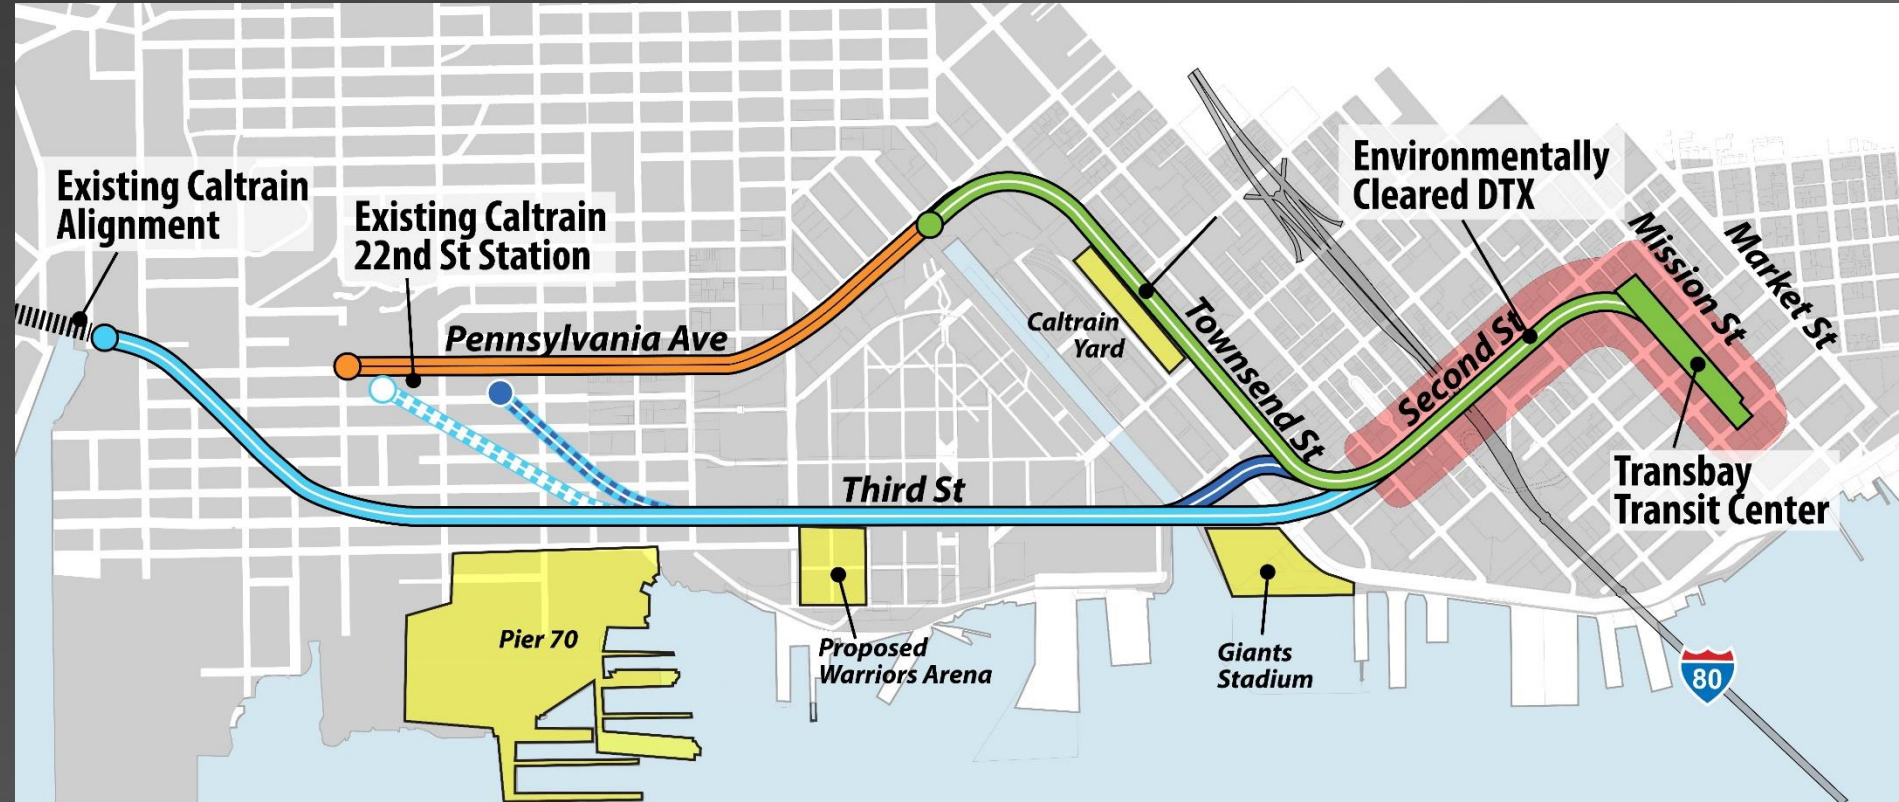 Existing Caltrain
Alignment
Existing Caltrain
22nd St Station
Pennsylvania Ave
Caltrain
Yard
Townsend St
Environmentally
Cleared DTX
Second St
Mission St
Market St
Transbay
Transit Center
Third St
Pier 70
Proposed
Warriors Arena
Giants
Stadium
80